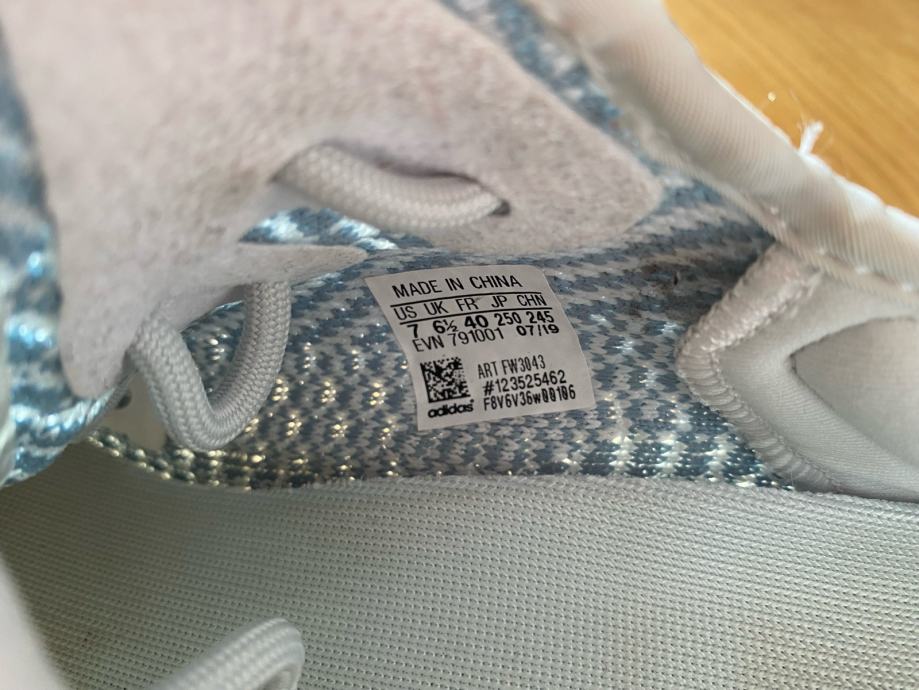 MADE IN CHINA
US UK FR JP CHN
7 6½ 40 250 245
EVN 791001 07/19
ART FW3043
#123525462
F8V6V36w00106
adidas